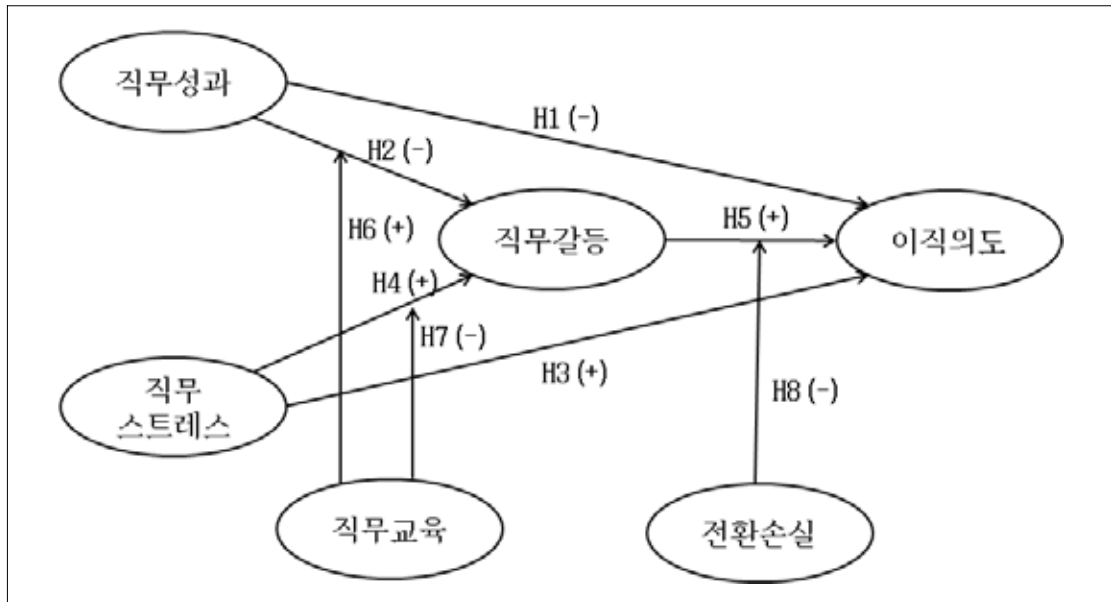 직무성과
H1 (-)
H2 (-)
H6 (+)
직무갈등
H5 (+)
이직의도
H4 (+)
H7 (-)
H3 (+)
H8 (-)
직무
스트레스
직무교육
전환손실